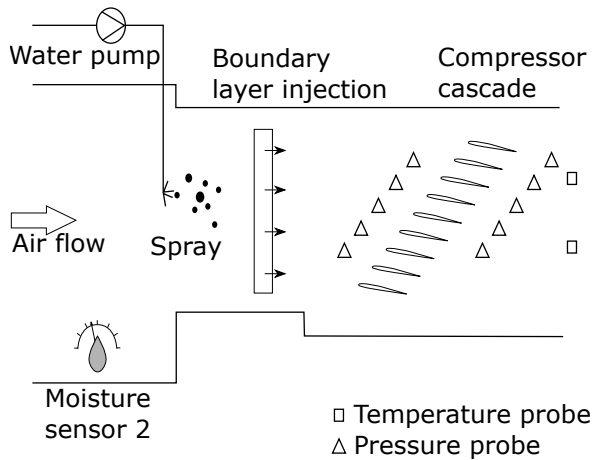 Water pump
Boundary
layer injection
Compressor
cascade
Air flow
Spray
Moisture
sensor 2
Temperature probe
Pressure probe